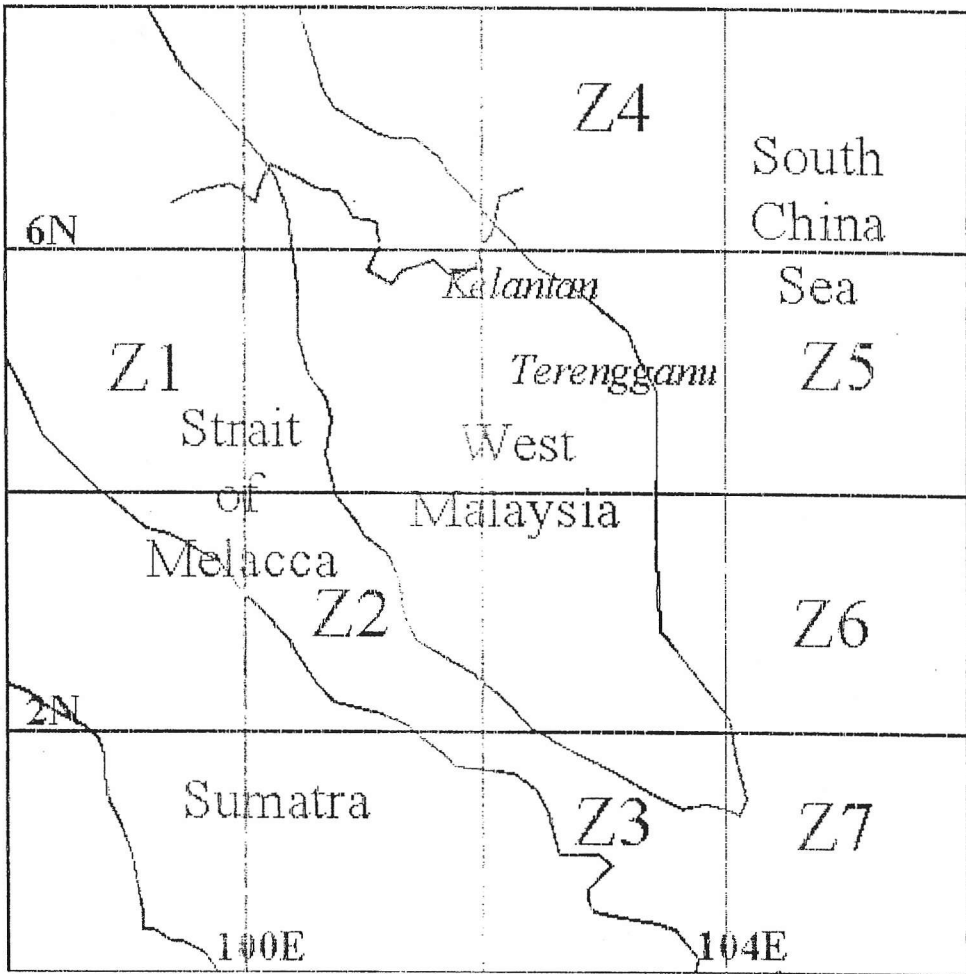 Z4
South
China
Sea
6N
Kelantan
Z1
Terengganu
Z5
Strait
of
Melacca
West
Malaysia
Z2
Z6
2N
Sumatra
Z3
Z7
100E
104E